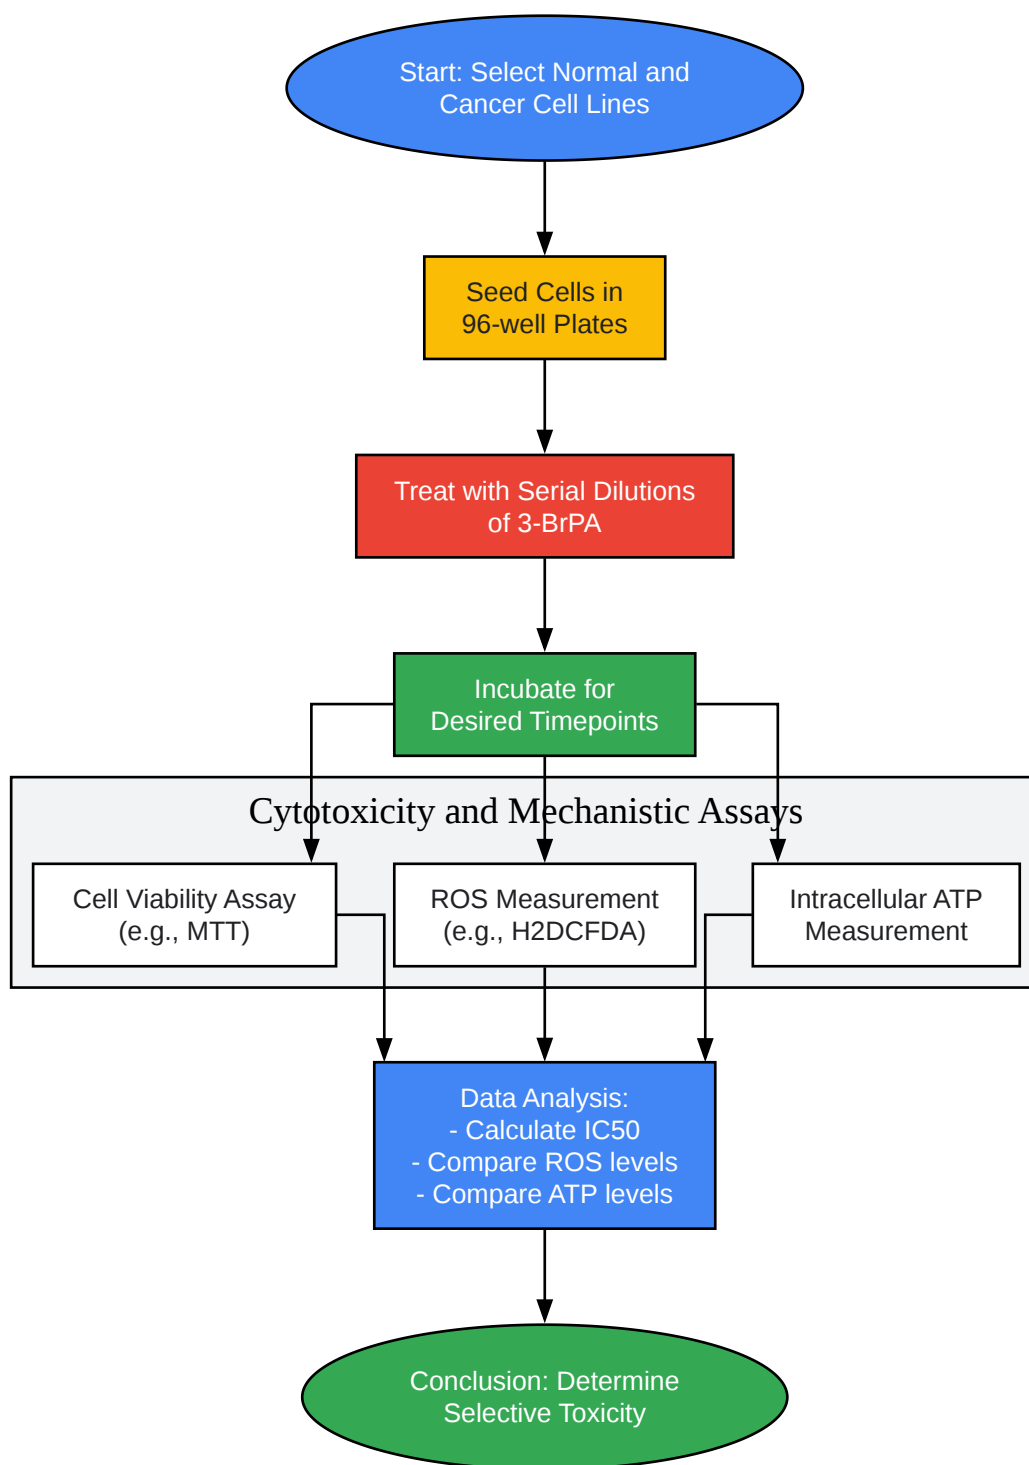 Start: Select Normal and
Cancer Cell Lines
Seed Cells in
96-well Plates
Treat with Serial Dilutions
of 3-BrPA
Incubate for
Desired Timepoints
Cytotoxicity and Mechanistic Assays
Cell Viability Assay
(e.g., MTT)
ROS Measurement
(e.g., H2DCFDA)
Intracellular ATP
Measurement
Data Analysis:
- Calculate IC50
- Compare ROS levels
- Compare ATP levels
Conclusion: Determine
Selective Toxicity